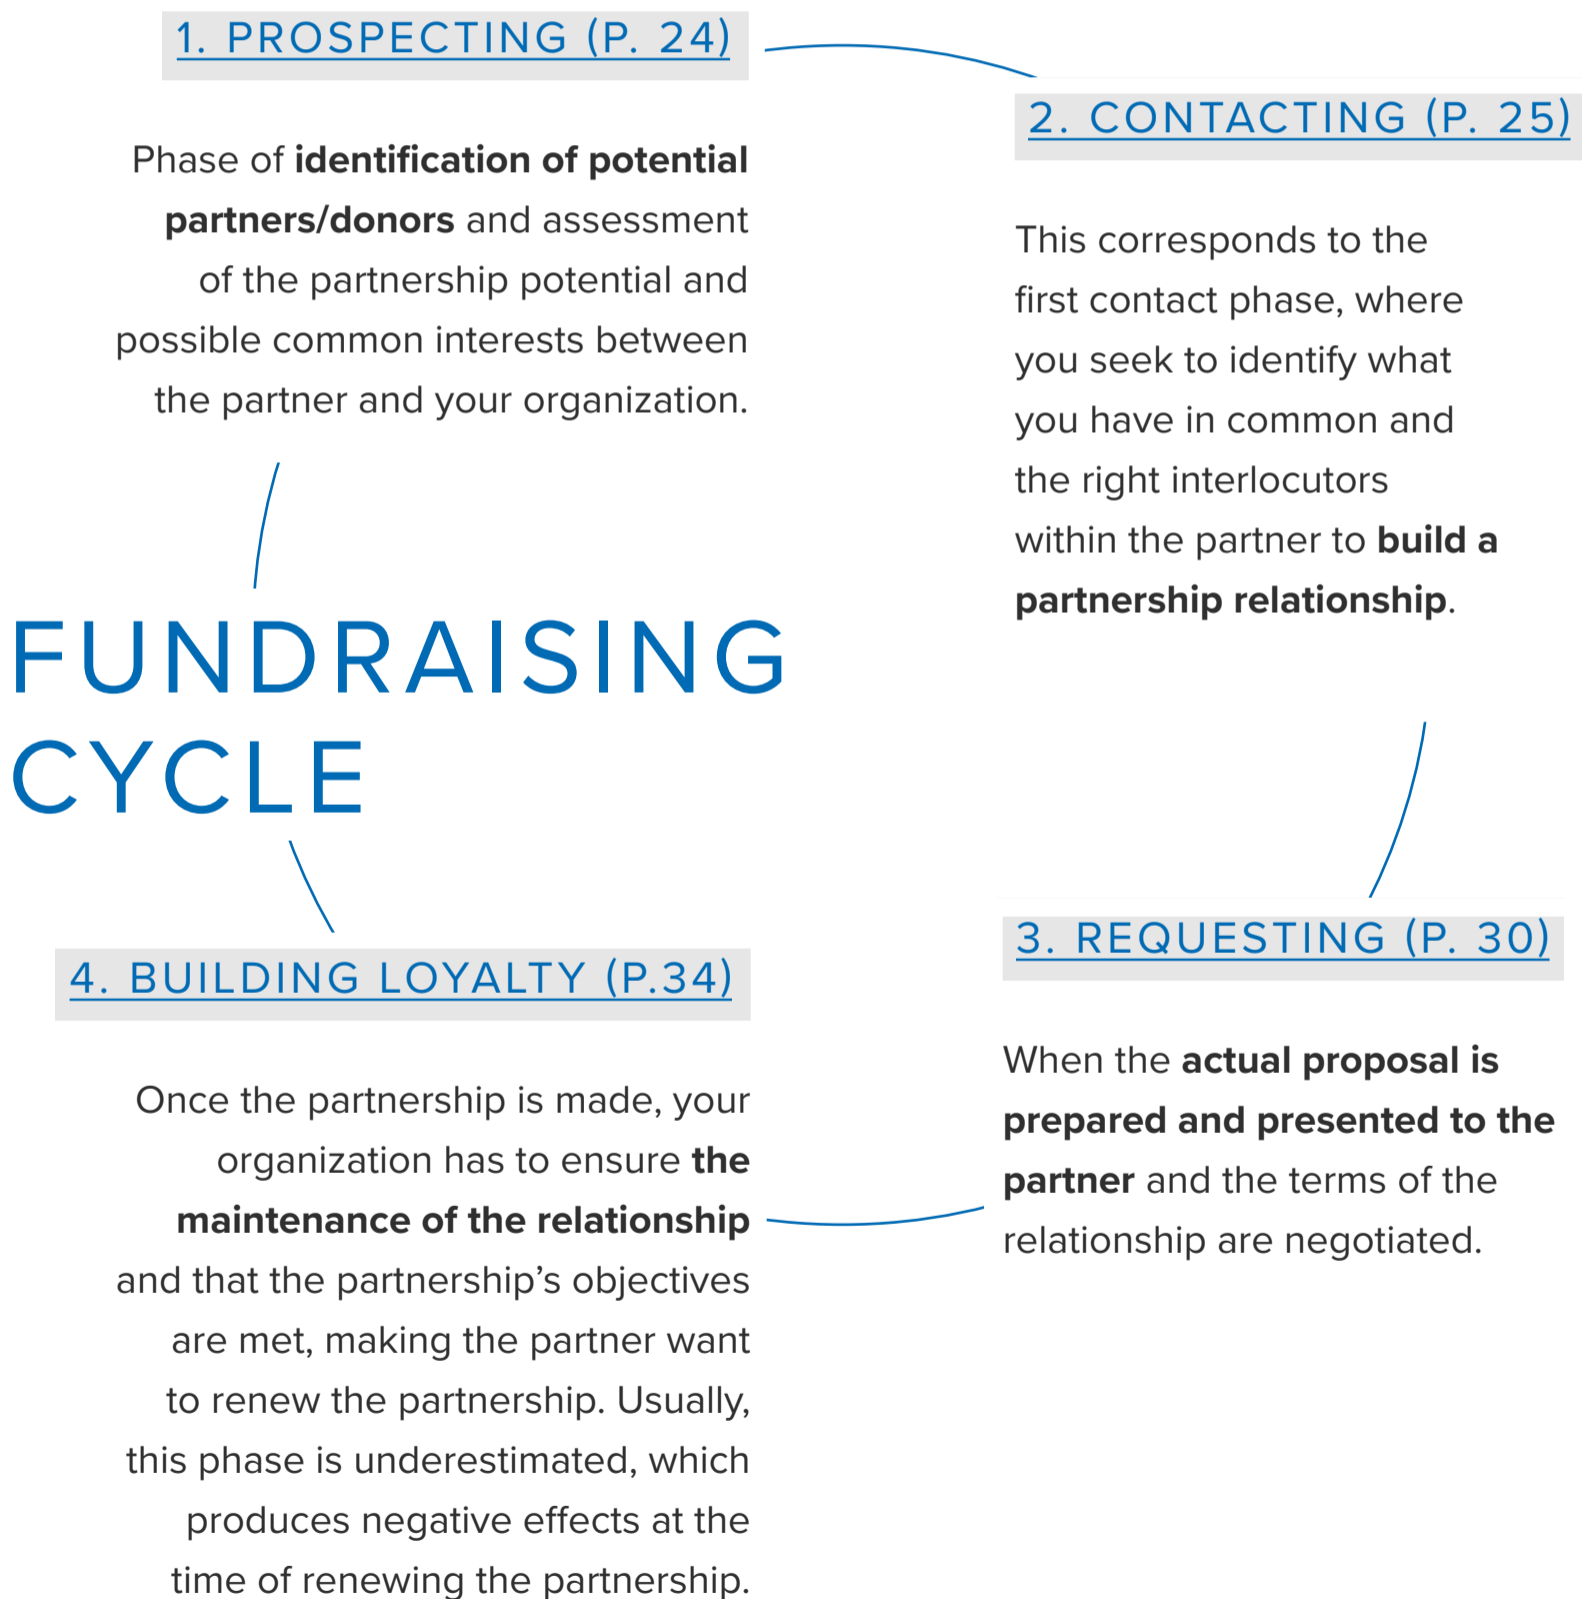 1. PROSPECTING (P. 24)
Phase of identification of potential
partners/donors and assessment
of the partnership potential and
possible common interests between
the partner and your organization.
2. CONTACTING (P. 25)
This corresponds to the
first contact phase, where
you seek to identify what
you have in common and
the right interlocutors
within the partner to build a
partnership relationship.
FUNDRAISING
CYCLE
3. REQUESTING (P. 30)
When the actual proposal is
prepared and presented to the
partner and the terms of the
relationship are negotiated.
4. BUILDING LOYALTY (P.34)
Once the partnership is made, your
organization has to ensure the
maintenance of the relationship
and that the partnership’s objectives
are met, making the partner want
to renew the partnership. Usually,
this phase is underestimated, which
produces negative effects at the
time of renewing the partnership.